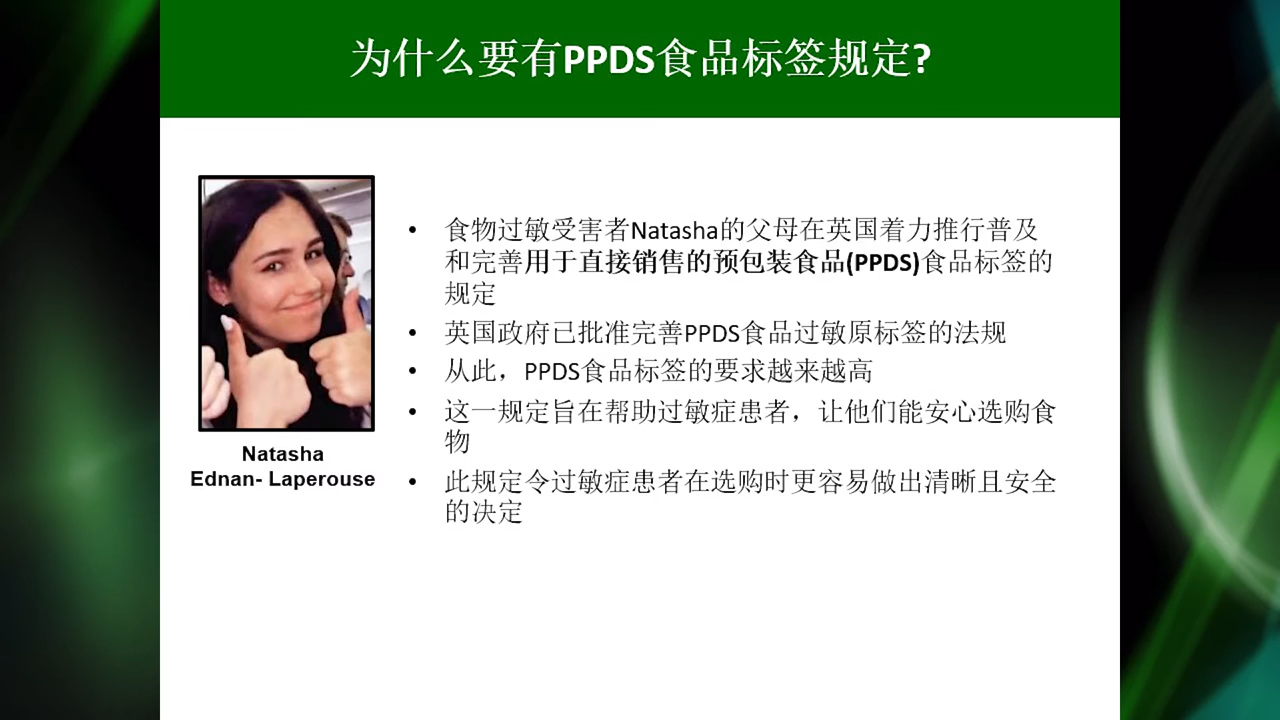 为什么要有PPDS食品标签规定?
Natasha
Ednan- Laperouse
• 食物过敏受害者Natasha的父母在英国着力推行普及
和完善用于直接销售的预包装食品(PPDS)食品标签的
规定
• 英国政府已批准完善PPDS食品过敏原标签的法规
• 从此，PPDS食品标签的要求越来越高
• 这一规定旨在帮助过敏症患者，让他们能安心选购食
物
• 此规定令过敏症患者在选购时更容易做出清晰且安全
的决定